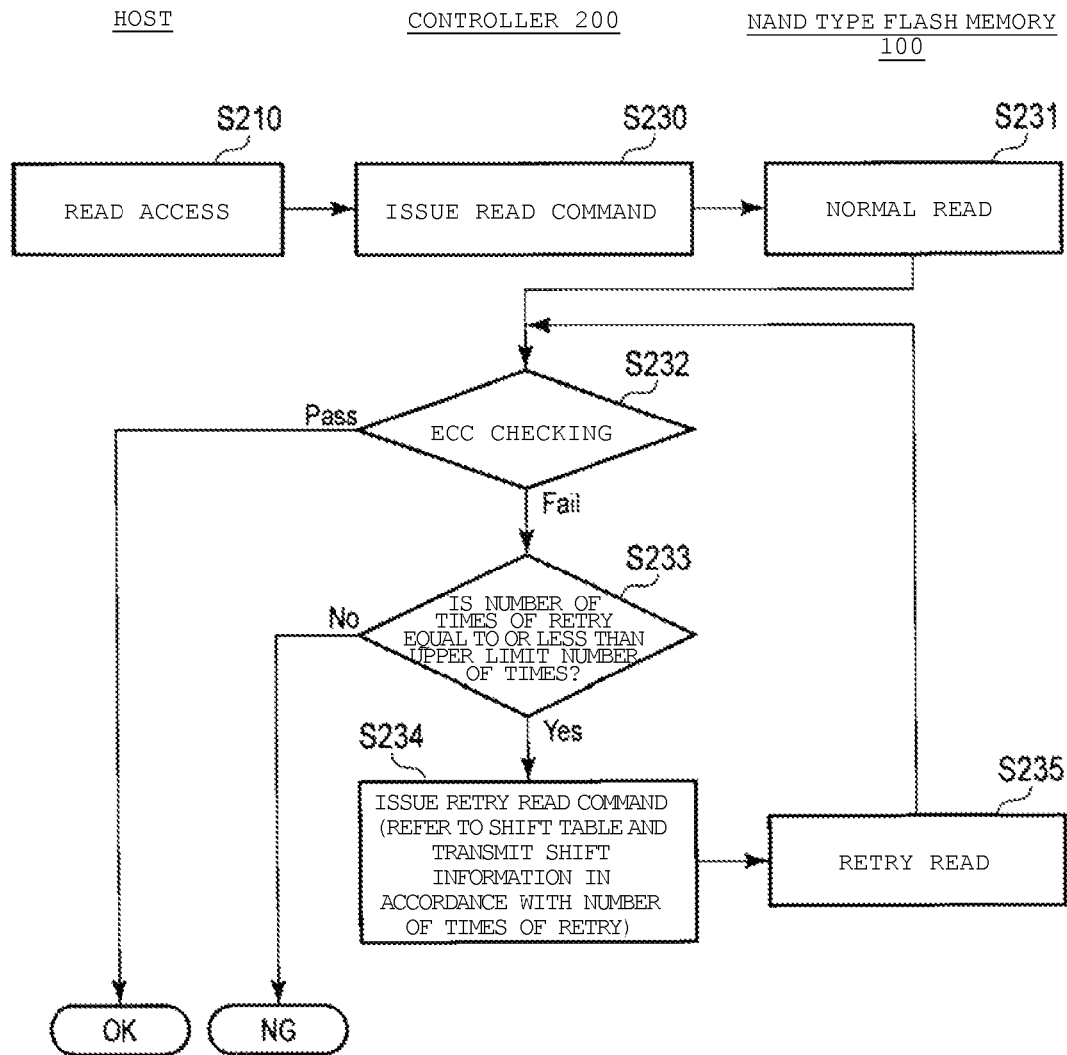 HOST
CONTROLLER 200
NAND TYPE FLASH MEMORY
100
S210
S230
S231
READ ACCESS
ISSUE READ COMMAND
NORMAL READ
S232
Pass
ECC CHECKING
Fail
S233
No
IS NUMBER OF
TIMES OF RETRY
EQUAL TO OR LESS THAN
UPPER LIMIT NUMBER
OF TIMES?
Yes
S234
S235
ISSUE RETRY READ COMMAND
(REFER TO SHIFT TABLE AND
TRANSMIT SHIFT
INFORMATION IN
ACCORDANCE WITH NUMBER
OF TIMES OF RETRY)
RETRY READ
OK
NG